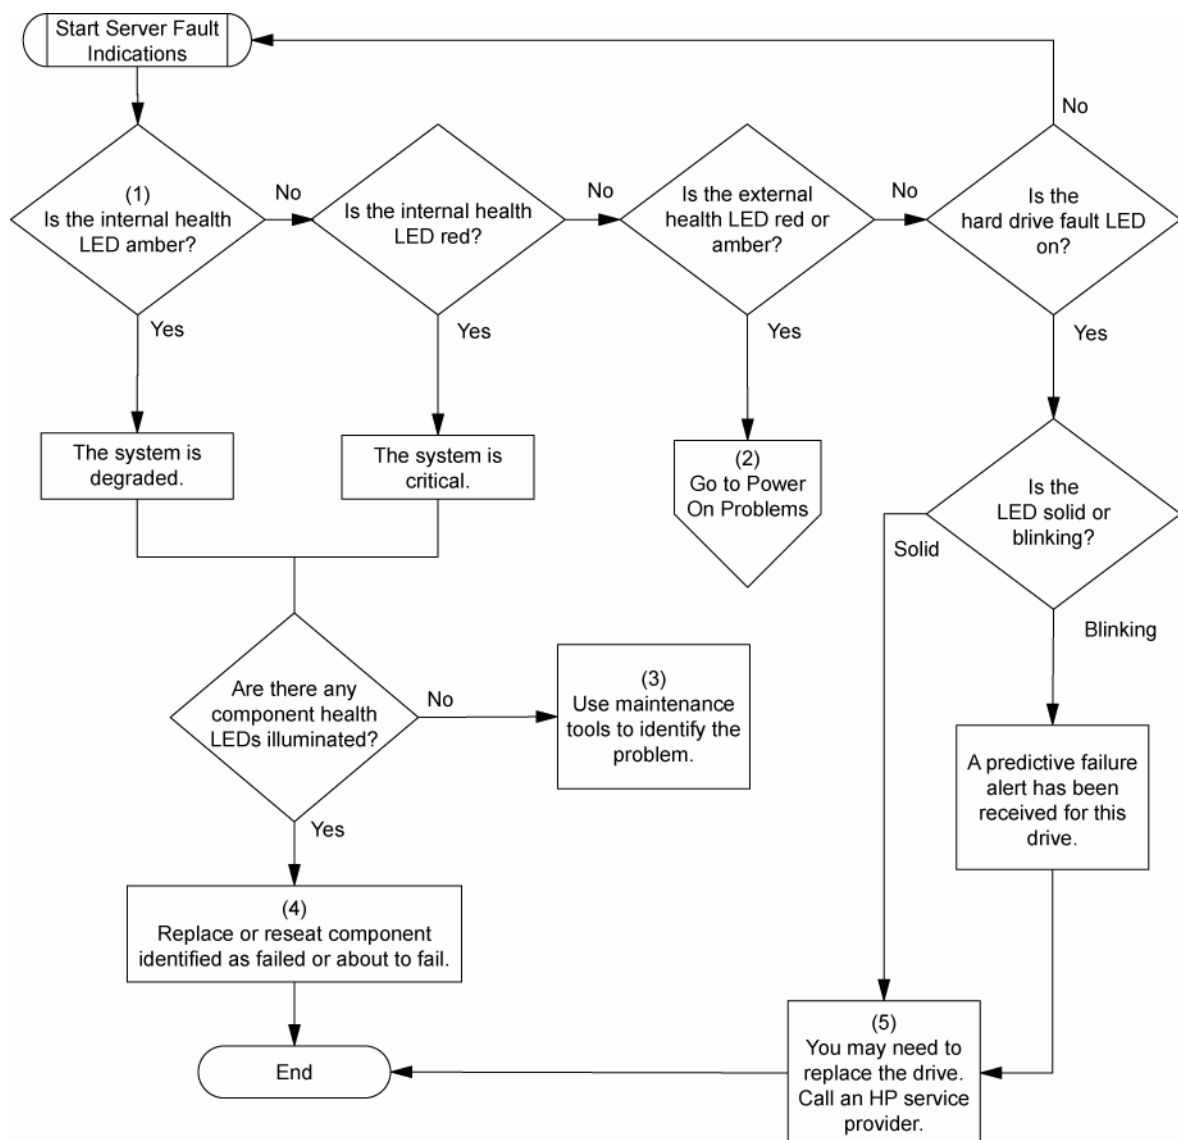 Start Server Fault
Indications
No
(1)
Is the internal health
LED amber?
No
Is the internal health
LED red?
No
Is the external
health LED red or
amber?
No
Is the
hard drive fault LED
on?
Yes
Yes
Yes
Yes
The system is
degraded.
The system is
critical.
(2)
Go to Power
On Problems
Is the
LED solid or
blinking?
Solid
Blinking
Are there any
component health
LEDs illuminated?
No
(3)
Use maintenance
tools to identify the
problem.
A predictive failure
alert has been
received for this
drive.
Yes
(4)
Replace or reseat component
identified as failed or about to fail.
End
(5)
You may need to
replace the drive.
Call an HP service
provider.